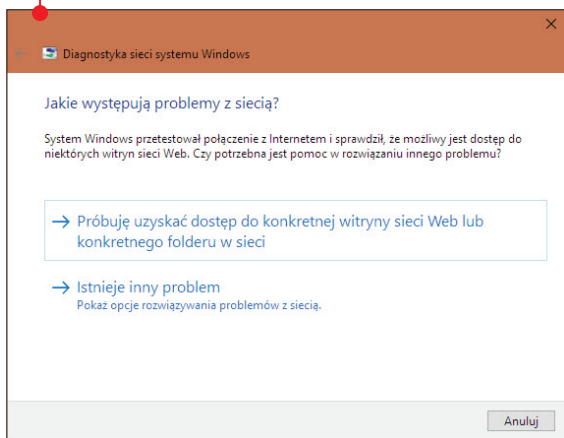 Diagnostyka sieci systemu Windows
Jakie występują problemy z siecią?
System Windows przetestował połączenie z Internetem i sprawdził, że możliwy jest dostęp do
niektórych witryn sieci Web. Czy potrzebna jest pomoc w rozwiązaniu innego problemu?
Próbuję uzyskać dostęp do konkretnej witryny sieci Web lub
konkretnego folderu w sieci
Istnieje inny problem
Pokaż opcje rozwiązywania problemów z siecią.
Anuluj